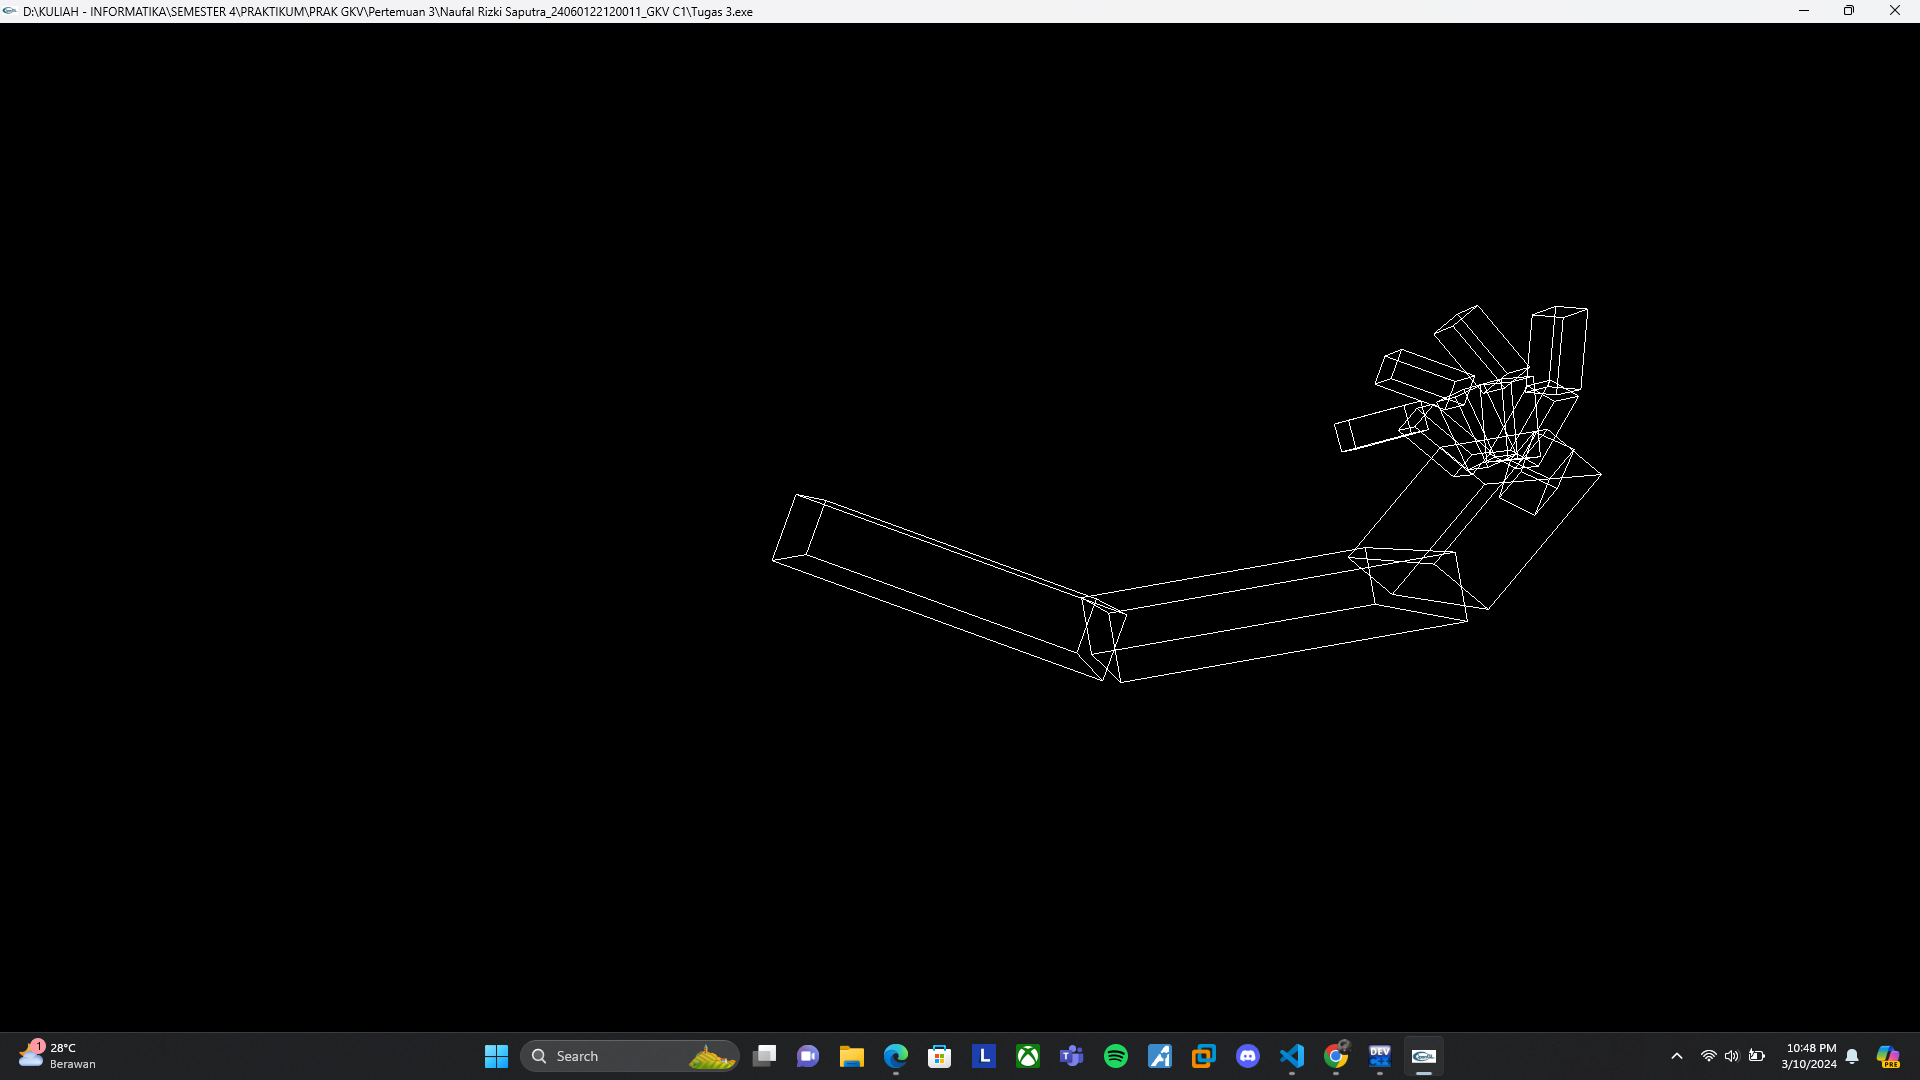 D:\KULIAH - INFORMATIKA\SEMESTER 4\PRAKTIKUM\PRAK GKV\Pertemuan 3\Naufal Rizki Saputra_24060122120011_GKV C1\Tugas 3.exe
1
28°C
Berawan
Search
L
DEV
10:48 PM
3/10/2024
PRE